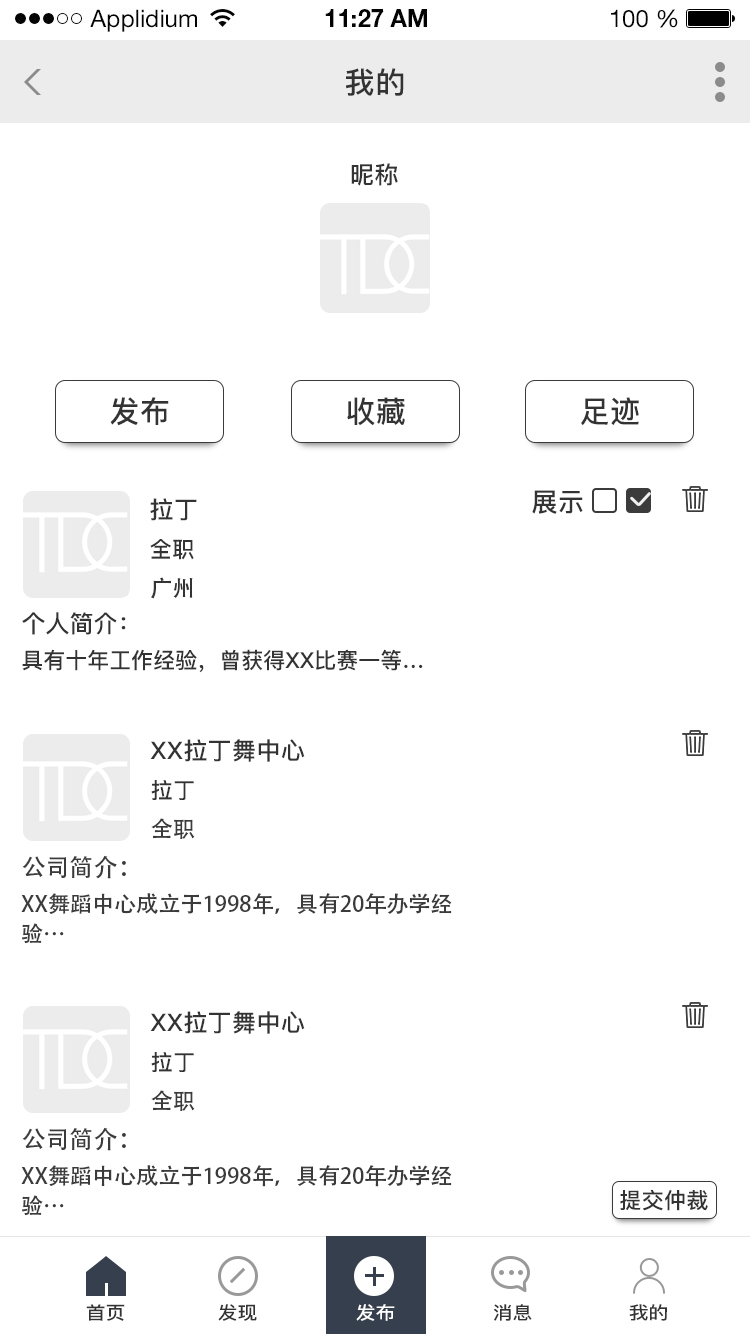 Applidium 11:27 AM 100 %
我的
昵称
TDC
发布 收藏 足迹
TDC
拉丁
展示
全职
广州
个人简介:
具有十年工作经验，曾获得XX比赛一等...
TDC
XX拉丁舞中心
拉丁
全职
公司简介:
XX舞蹈中心成立于1998年，具有20年办学经
验…
TDC
XX拉丁舞中心
拉丁
全职
公司简介:
XX舞蹈中心成立于1998年，具有20年办学经
验…
提交仲裁
首页 发现 发布 消息 我的